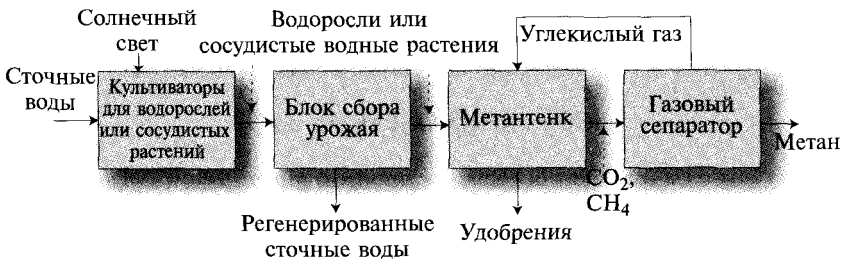 Солнечный
свет
Водоросли или
сосудистые водные растения
Углекислый газ
Сточные
воды
Культиваторы
для водорослей
или сосудистых
растений
Блок сбора
урожая
Метантенк
Газовый
сепаратор
Метан
CO₂,
CH₄
Регенерированные
сточные воды
Удобрения